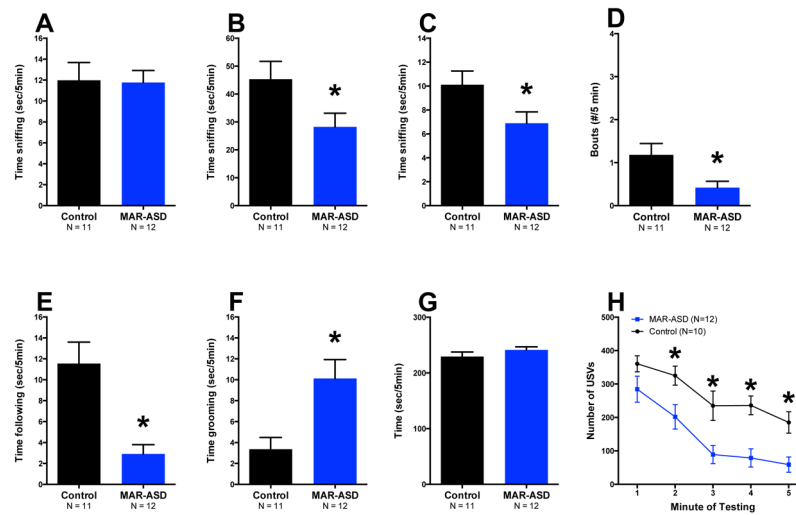 A
Time sniffing (sec/5min)
16
14
12
10
8
6
4
2
0
Control
N = 11
MAR-ASD
N = 12
B
Time sniffing (sec/5min)
60
50
40
30
20
10
0
*
Control
N = 11
MAR-ASD
N = 12
C
Time sniffing (sec/5min)
14
12
10
8
6
4
2
0
*
Control
N = 11
MAR-ASD
N = 12
D
Bouts (#/5 min)
4
3
2
1
0
*
Control
N = 11
MAR-ASD
N = 12
E
Time following (sec/5min)
16
14
12
10
8
6
4
2
0
*
Control
N = 11
MAR-ASD
N = 12
F
Time grooming (sec/5min)
16
14
12
10
8
6
4
2
0
*
Control
N = 11
MAR-ASD
N = 12
G
Time (sec/5min)
300
200
100
0
Control
N = 11
MAR-ASD
N = 12
H
MAR-ASD (N=12)
Control (N=10)
Number of USVs
500
400
300
200
100
0
* * * *
1 2 3 4 5
Minute of Testing